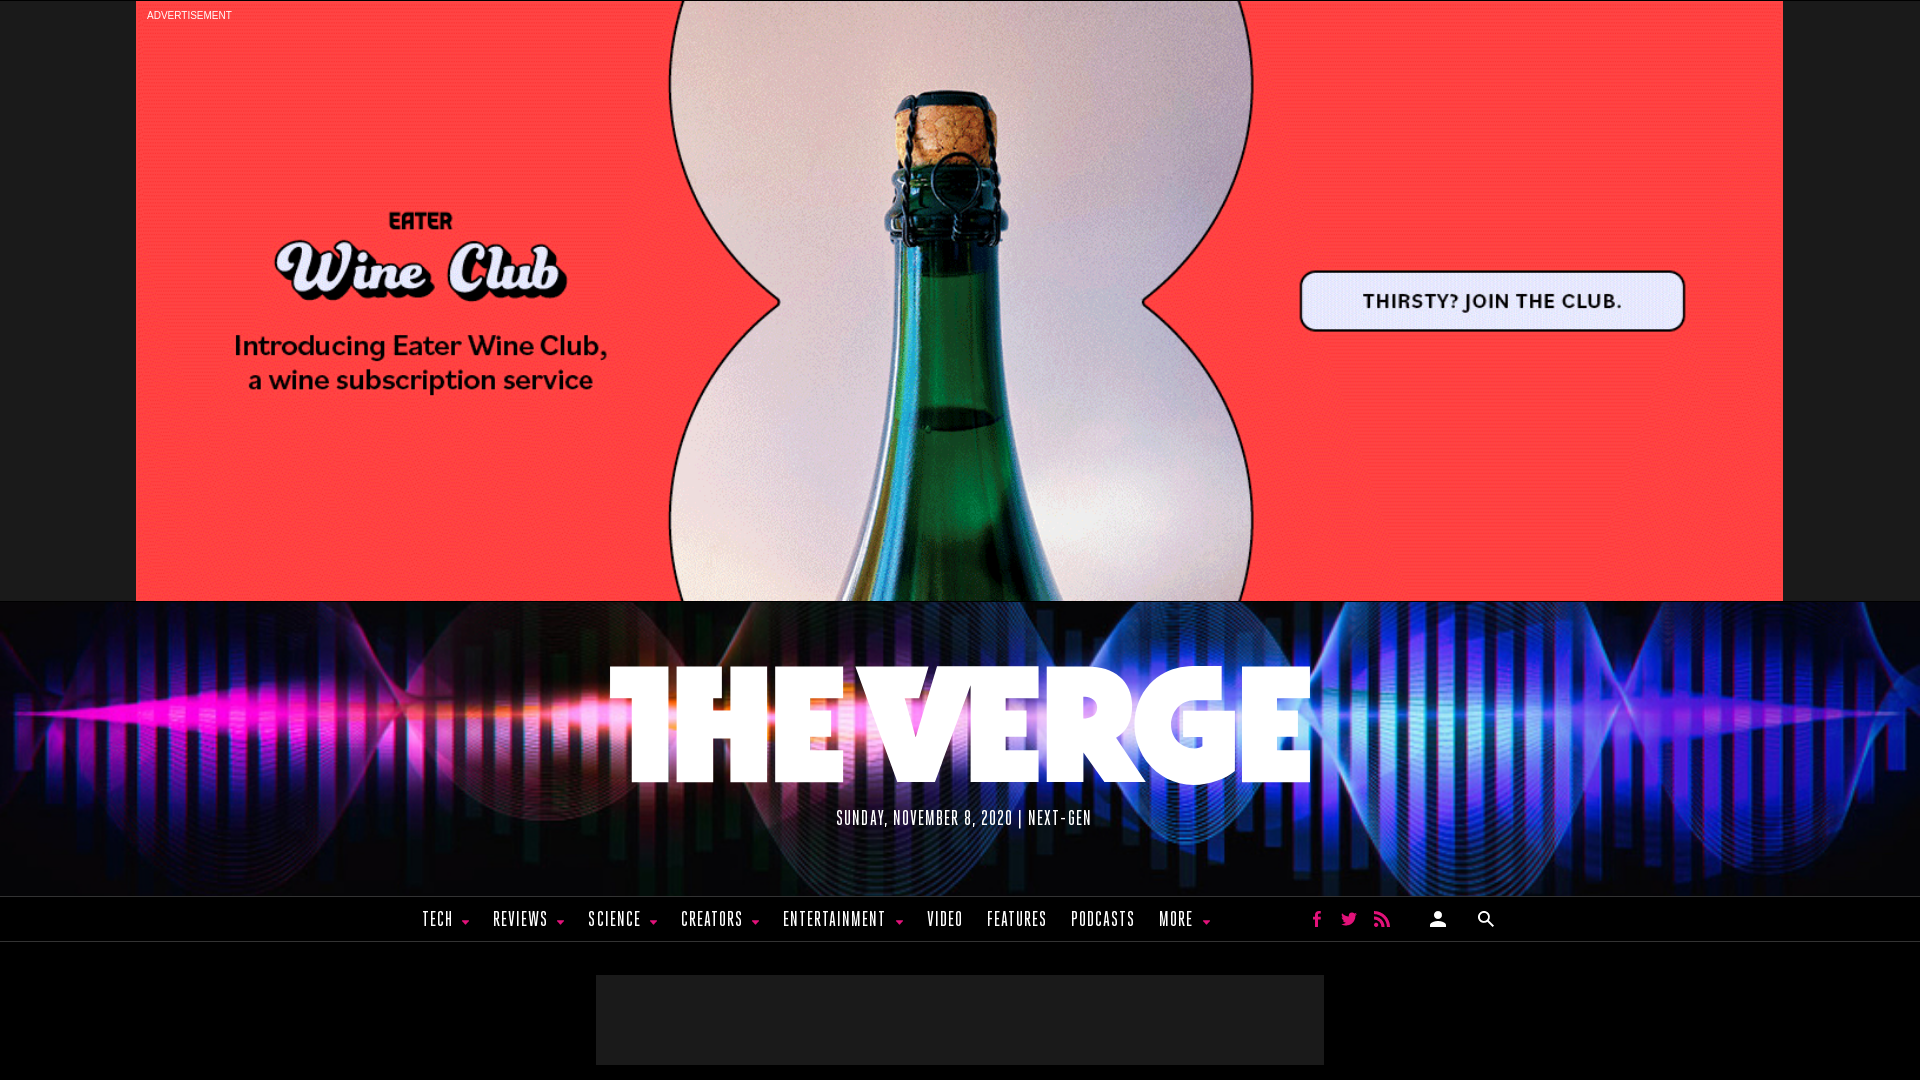 ADVERTISEMENT
EATER
Wine Club
Introducing Eater Wine Club,
a wine subscription service
THIRSTY? JOIN THE CLUB.
THE VERGE
SUNDAY, NOVEMBER 8, 2020 | NEXT-GEN
TECH REVIEWS SCIENCE CREATORS ENTERTAINMENT VIDEO FEATURES PODCASTS MORE